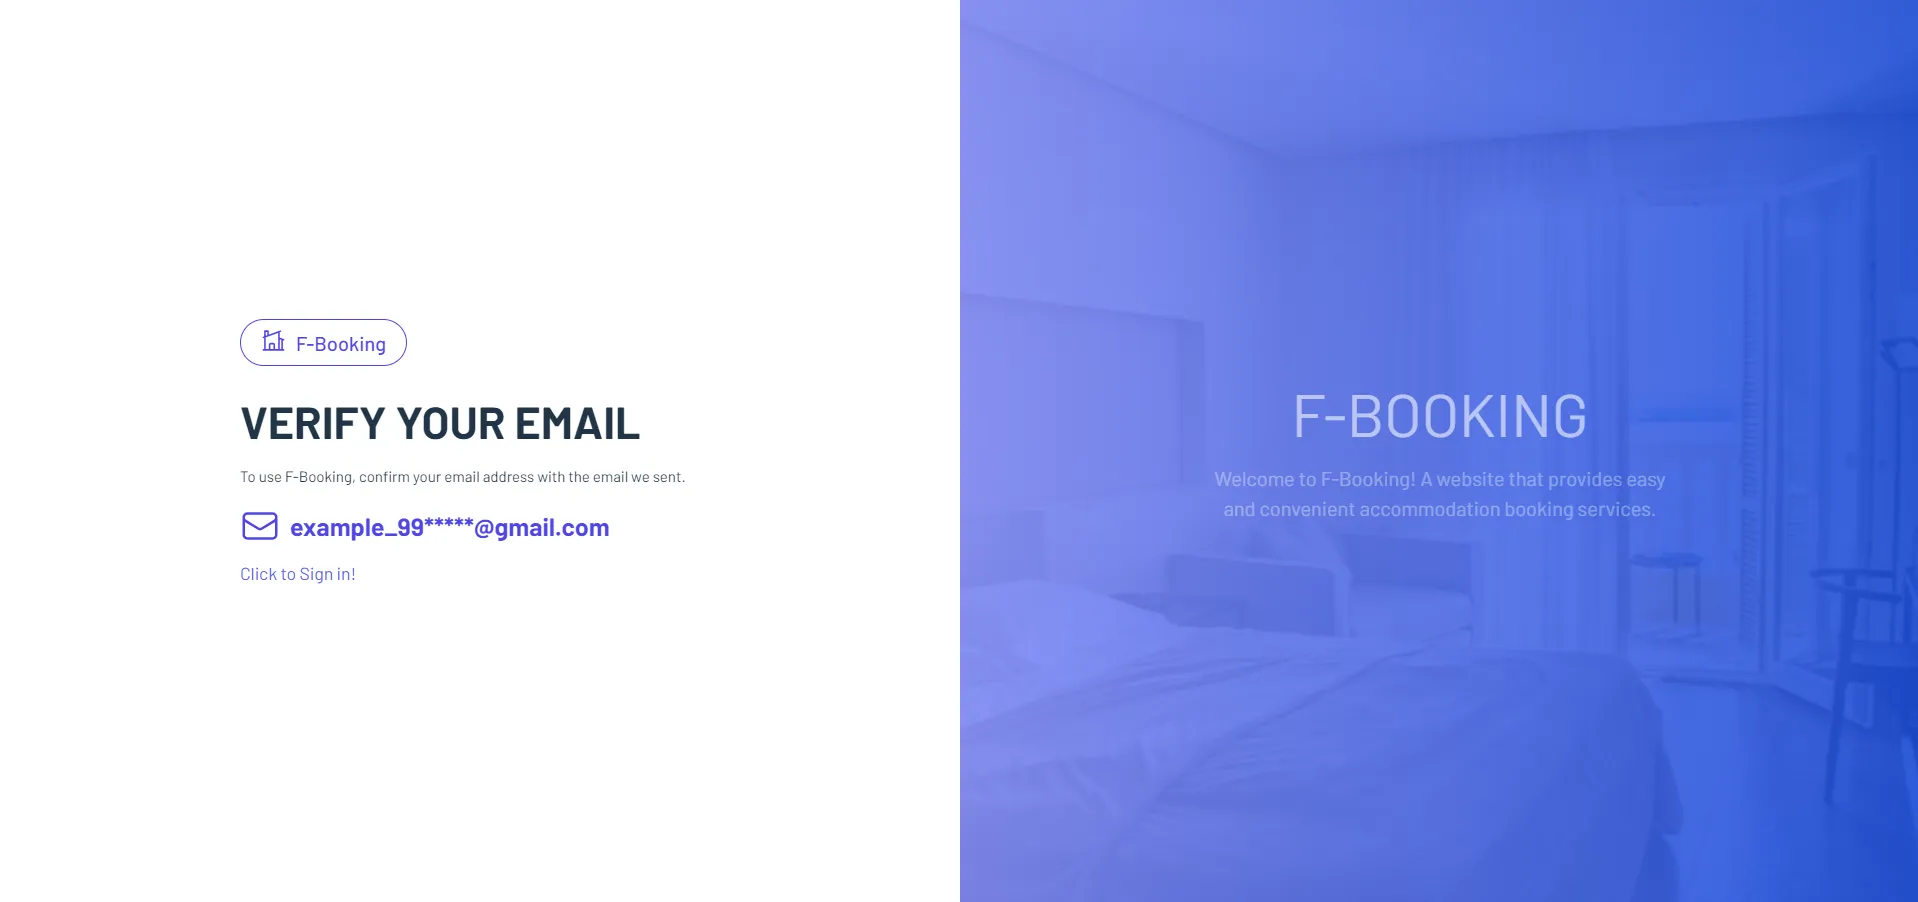 F-Booking
VERIFY YOUR EMAIL
To use F-Booking, confirm your email address with the email we sent.
example_99*****@gmail.com
Click to Sign in!
F-BOOKING
Welcome to F-Booking! A website that provides easy
and convenient accommodation booking services.